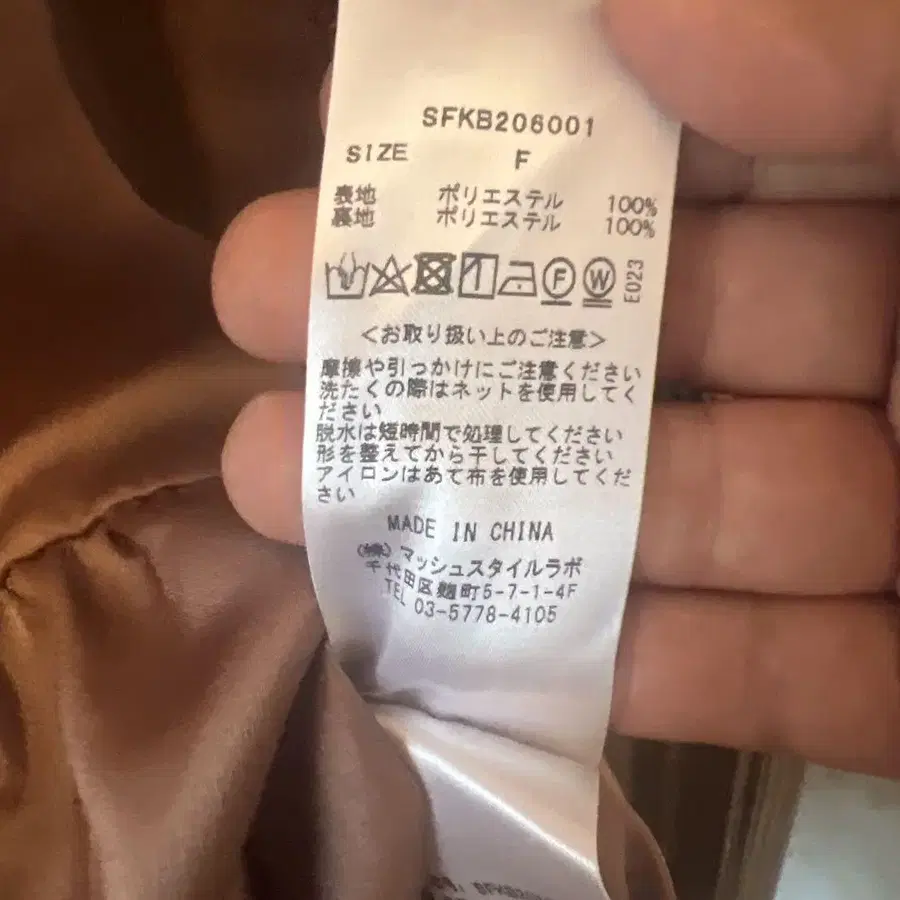 SFKB206001
SIZE F
表地 ポリエステル 100%
裏地 ポリエステル 100%
F W E023
<お取り扱い上のご注意>
摩擦や引っかけにご注意ください
洗たくの際はネットを使用してく
ださい
脱水は短時間で処理してください
形を整えてから干してください
アイロンはあて布を使用してくだ
さい
MADE IN CHINA
(株)マッシュスタイルラボ
千代田区麹町5-7-1-4F
TEL 03-5778-4105